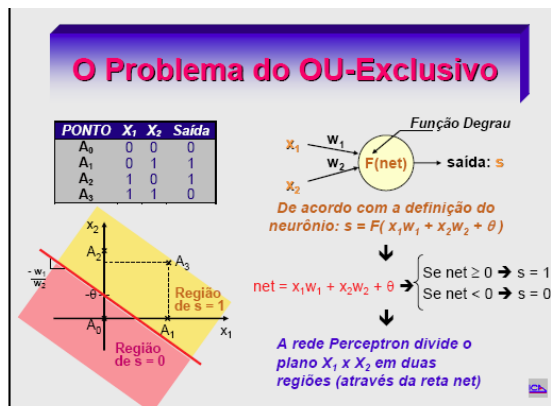 O Problema do OU-Exclusivo
PONTO X₁ X₂ Saída
A₀ 0 0 0
A₁ 0 1 1
A₂ 1 0 1
A₃ 1 1 0
Função Degrau
x₁
w₁
w₂
F(net)
saída: s
x₂
De acordo com a definição do
neurônio: s = F( x₁w₁ + x₂w₂ + θ )
net = x₁w₁ + x₂w₂ + θ
Se net ≥ 0 ➔ s = 1
Se net < 0 ➔ s = 0
A rede Perceptron divide o
plano X₁ x X₂ em duas
regiões (através da reta net)
x₂
A₂
A₃
- w₁
w₂
-θ
Região
de s = 1
A₀
A₁
x₁
Região
de s = 0